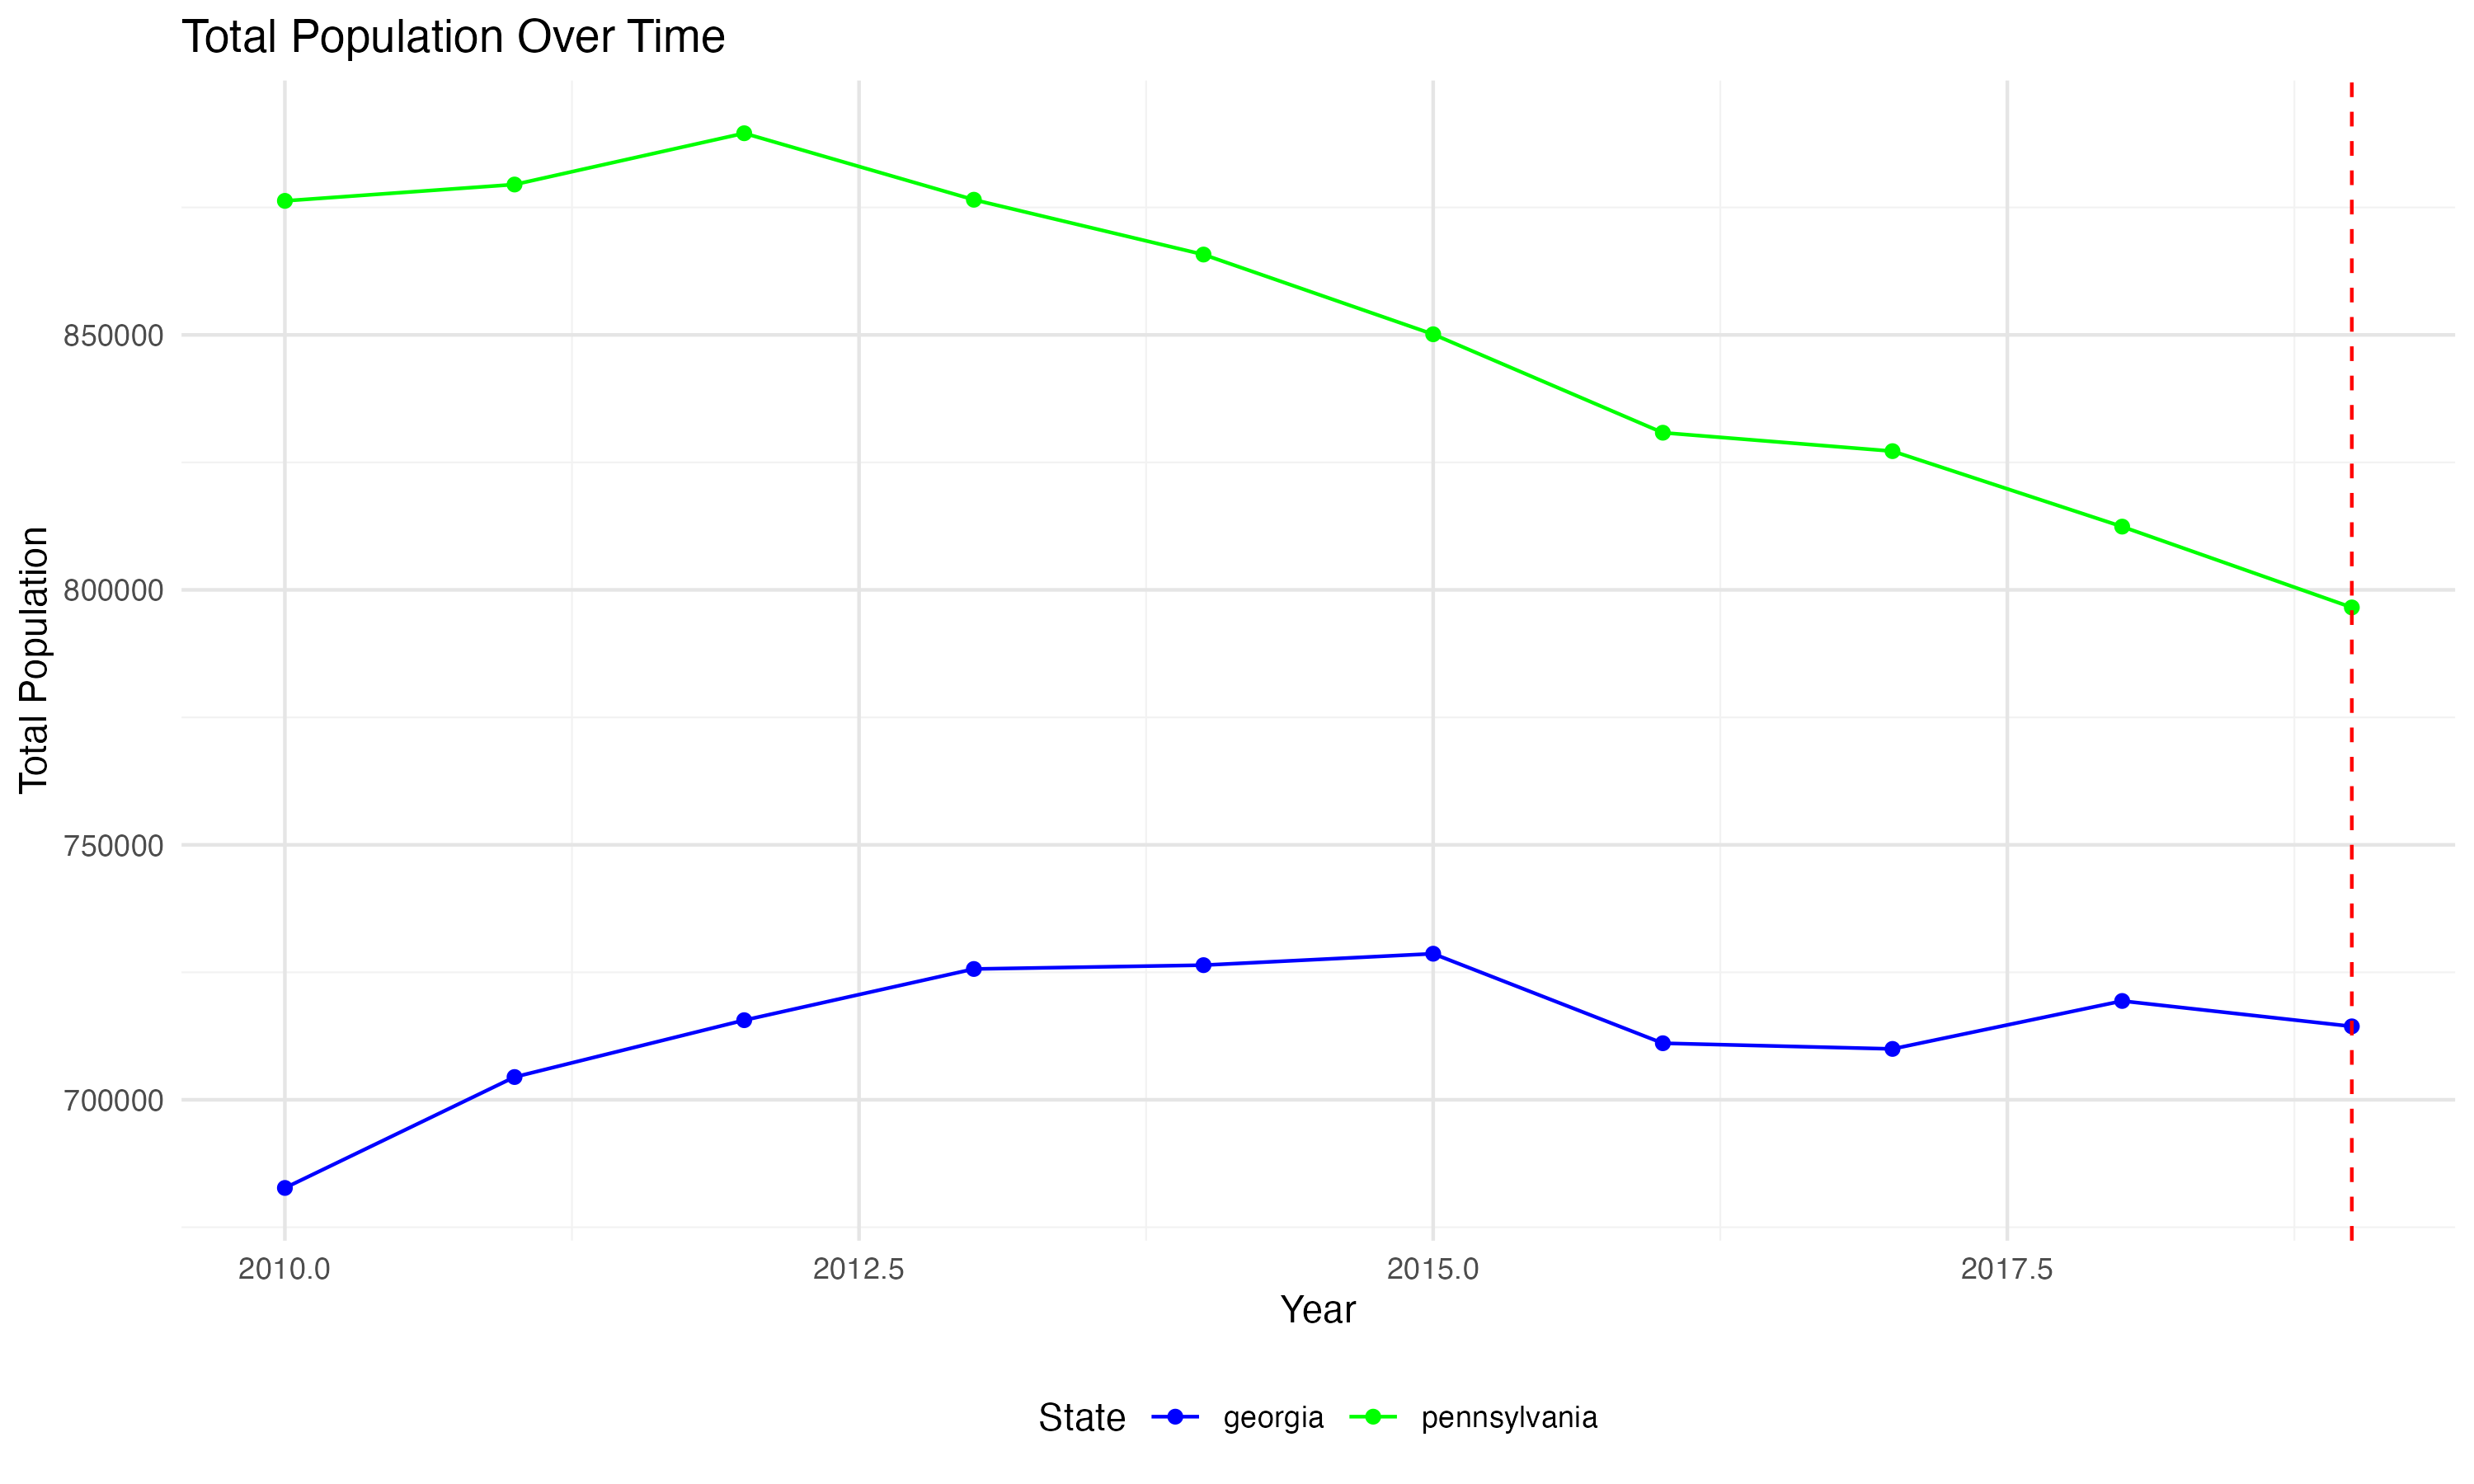 Total Population Over Time
Total Population
850000
800000
750000
700000
2010.0 2012.5 2015.0 2017.5
Year
State georgia pennsylvania